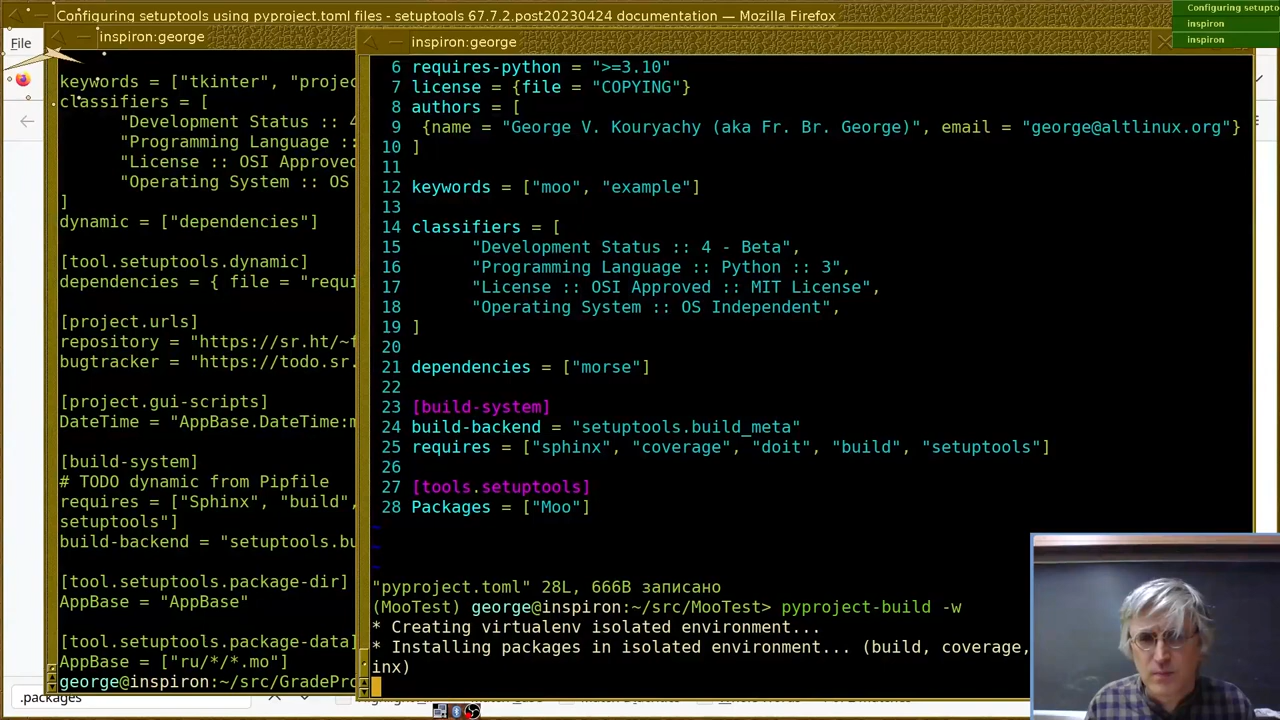 Configuring setuptools using pyproject.toml files - setuptools 67.7.2.post20230424 documentation — Mozilla Firefox
Configuring setupto
inspiron
inspiron
File
inspiron:george
keywords = ["tkinter", "projec
classifiers = [
"Development Status :: 4
"Programming Language ::
"License :: OSI Approved
"Operating System :: OS
]
dynamic = ["dependencies"]
[tool.setuptools.dynamic]
dependencies = { file = "requi
[project.urls]
repository = "https://sr.ht/~f
bugtracker = "https://todo.sr.
[project.gui-scripts]
DateTime = "AppBase.DateTime:m
[build-system]
# TODO dynamic from Pipfile
requires = ["Sphinx", "build",
setuptools"]
build-backend = "setuptools.bu
[tool.setuptools.package-dir]
AppBase = "AppBase"
[tool.setuptools.package-data]
AppBase = ["ru/*/*.mo"]
george@inspiron:~/src/GradePro
.packages
inspiron:george
6 requires-python = ">=3.10"
7 license = {file = "COPYING"}
8 authors = [
9 {name = "George V. Kouryachy (aka Fr. Br. George)", email = "george@altlinux.org"}
10 ]
11
12 keywords = ["moo", "example"]
13
14 classifiers = [
15 "Development Status :: 4 - Beta",
16 "Programming Language :: Python :: 3",
17 "License :: OSI Approved :: MIT License",
18 "Operating System :: OS Independent",
19 ]
20
21 dependencies = ["morse"]
22
23 [build-system]
24 build-backend = "setuptools.build_meta"
25 requires = ["sphinx", "coverage", "doit", "build", "setuptools"]
26
27 [tools.setuptools]
28 Packages = ["Moo"]
~
~
~
"pyproject.toml" 28L, 666B записано
(MooTest) george@inspiron:~/src/MooTest> pyproject-build -w
* Creating virtualenv isolated environment...
* Installing packages in isolated environment... (build, coverage,
inx)